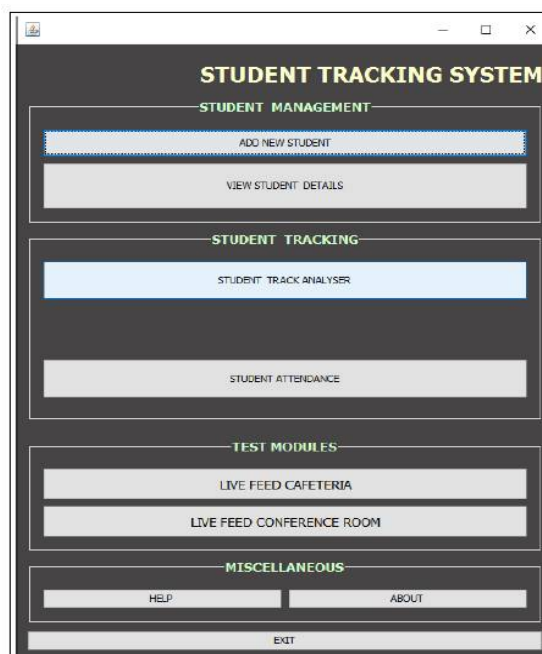 STUDENT TRACKING SYSTEM
STUDENT MANAGEMENT
ADD NEW STUDENT
VIEW STUDENT DETAILS
STUDENT TRACKING
STUDENT TRACK ANALYSER
STUDENT ATTENDANCE
TEST MODULES
LIVE FEED CAFETERIA
LIVE FEED CONFERENCE ROOM
MISCELLANEOUS
HELP ABOUT
EXIT